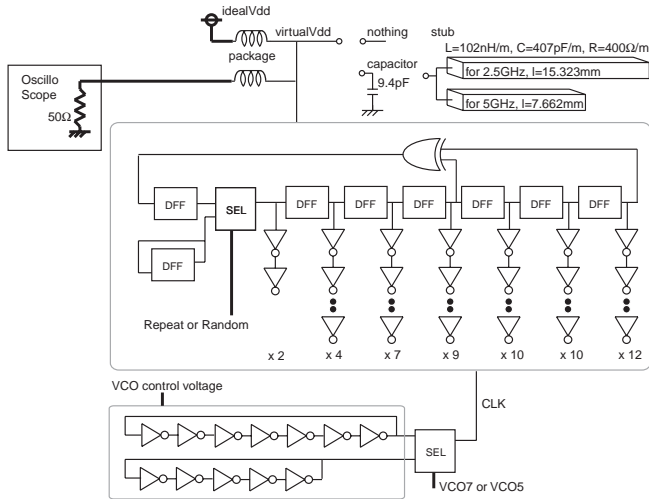 idealVdd
virtualVdd
nothing
stub
L=102nH/m, C=407pF/m, R=400Ω/m
package
capacitor
9.4pF
for 2.5GHz, l=15.323mm
for 5GHz, l=7.662mm
Oscillo
Scope
50Ω
DFF
SEL
DFF
DFF
DFF
DFF
DFF
DFF
DFF
Repeat or Random
x 2
x 4
x 7
x 9
x 10
x 10
x 12
VCO control voltage
CLK
SEL
VCO7 or VCO5